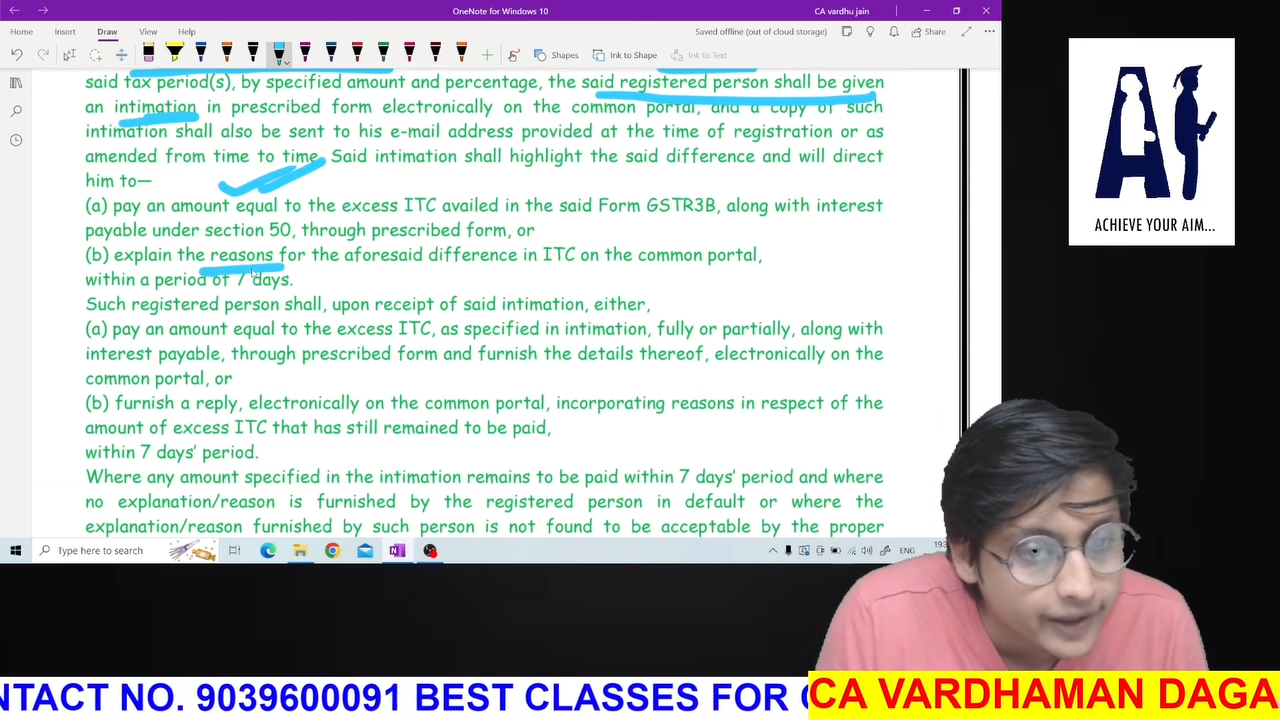 OneNote for Windows 10
CA vardhu jain
Home Insert Draw View Help
Saved offline (out of cloud storage)
Share
Shapes
Ink to Shape
Ink to Text
said tax period(s), by specified amount and percentage, the said registered person shall be given
an intimation in prescribed form electronically on the common portal, and a copy of such
intimation shall also be sent to his e-mail address provided at the time of registration or as
amended from time to time. Said intimation shall highlight the said difference and will direct
him to—
(a) pay an amount equal to the excess ITC availed in the said Form GSTR3B, along with interest
payable under section 50, through prescribed form, or
(b) explain the reasons for the aforesaid difference in ITC on the common portal,
within a period of 7 days.
Such registered person shall, upon receipt of said intimation, either,
(a) pay an amount equal to the excess ITC, as specified in intimation, fully or partially, along with
interest payable, through prescribed form and furnish the details thereof, electronically on the
common portal, or
(b) furnish a reply, electronically on the common portal, incorporating reasons in respect of the
amount of excess ITC that has still remained to be paid,
within 7 days' period.
Where any amount specified in the intimation remains to be paid within 7 days' period and where
no explanation/reason is furnished by the registered person in default or where the
explanation/reason furnished by such person is not found to be acceptable by the proper
Type here to search
ENG
ACHIEVE YOUR AIM...
NTACT NO. 9039600091 BEST CLASSES FOR
CA VARDHAMAN DAGA